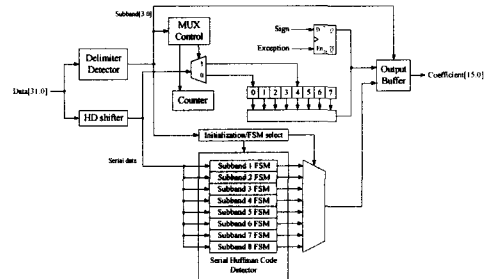 Subband[3:0]
MUX
Control
Sign
D
Q
Exception
En
Delimiter
Detector
1
0
Output
Buffer
Coefficient[15:0]
Data[31:0]
0 1 2 3 4 5 6 7
Counter
HD shifter
Initialization/FSM select
Serial data
Subband 1 FSM
Subband 2 FSM
Subband 3 FSM
Subband 4 FSM
Subband 5 FSM
Subband 6 FSM
Subband 7 FSM
Subband 8 FSM
Serial Huffman Code
Detector